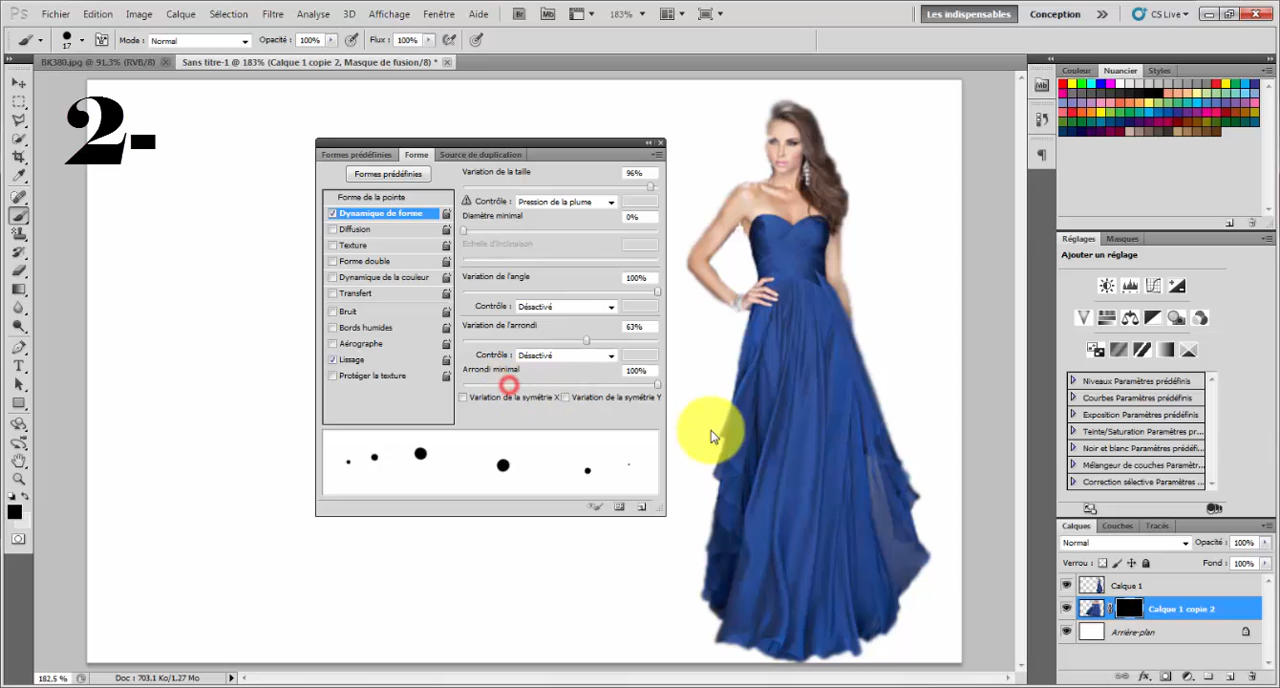 Ps Fichier Edition Image Calque Sélection Filtre Analyse 3D Affichage Fenêtre Aide Br Mb 183% Les indispensables Conception CS Live
17 Mode : Normal Opacité : 100% Flux : 100%
BK380.jpg @ 91,3% (RVB/8) Sans titre-1 @ 183% (Calque 1 copie 2, Masque de fusion/8) *
2-
Formes prédéfinies Forme Source de duplication
Formes prédéfinies
Forme de la pointe
Dynamique de forme
Diffusion
Texture
Forme double
Dynamique de la couleur
Transfert
Bruit
Bords humides
Aérographe
Lissage
Protéger la texture
Variation de la taille 96%
Contrôle : Pression de la plume
Diamètre minimal 0%
Echelle d'inclinaison
Variation de l'angle 100%
Contrôle : Désactivé
Variation de l'arrondi 63%
Contrôle : Désactivé
Arrondi minimal 100%
Variation de la symétrie X Variation de la symétrie Y
Mb
Couleur Nuancier Styles
Réglages Masques
Ajouter un réglage
Niveaux Paramètres prédéfinis
Courbes Paramètres prédéfinis
Exposition Paramètres prédéfinis
Teinte/Saturation Paramètres pr...
Noir et blanc Paramètres prédéfi...
Mélangeur de couches Paramètr...
Correction sélective Paramètres ...
Calques Couches Tracés
Normal Opacité : 100%
Verrou : Fond : 100%
Calque 1
Calque 1 copie 2
Arrière-plan
182.5 % Doc : 703.1 Ko/1.27 Mo